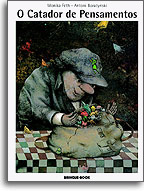 Monika Feth - Antoni Boratynski
O Catador de Pensamentos
BRINQUE-BOOK